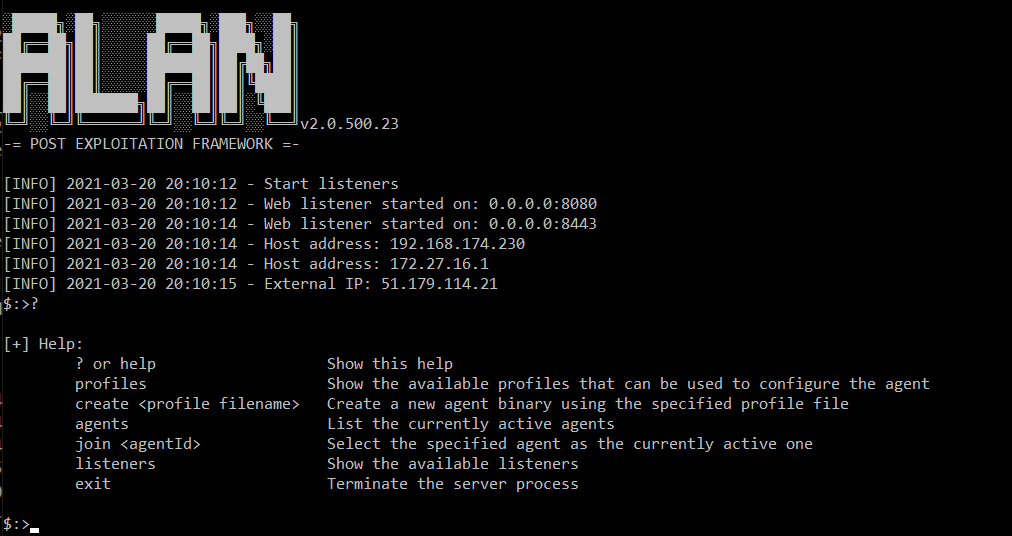 ALAN v2.0.500.23
-= POST EXPLOITATION FRAMEWORK =-
[INFO] 2021-03-20 20:10:12 - Start listeners
[INFO] 2021-03-20 20:10:12 - Web listener started on: 0.0.0.0:8080
[INFO] 2021-03-20 20:10:14 - Web listener started on: 0.0.0.0:8443
[INFO] 2021-03-20 20:10:14 - Host address: 192.168.174.230
[INFO] 2021-03-20 20:10:14 - Host address: 172.27.16.1
[INFO] 2021-03-20 20:10:15 - External IP: 51.179.114.21
$:>?
[+] Help:
? or help Show this help
profiles Show the available profiles that can be used to configure the agent
create <profile filename> Create a new agent binary using the specified profile file
agents List the currently active agents
join <agentId> Select the specified agent as the currently active one
listeners Show the available listeners
exit Terminate the server process
$:>